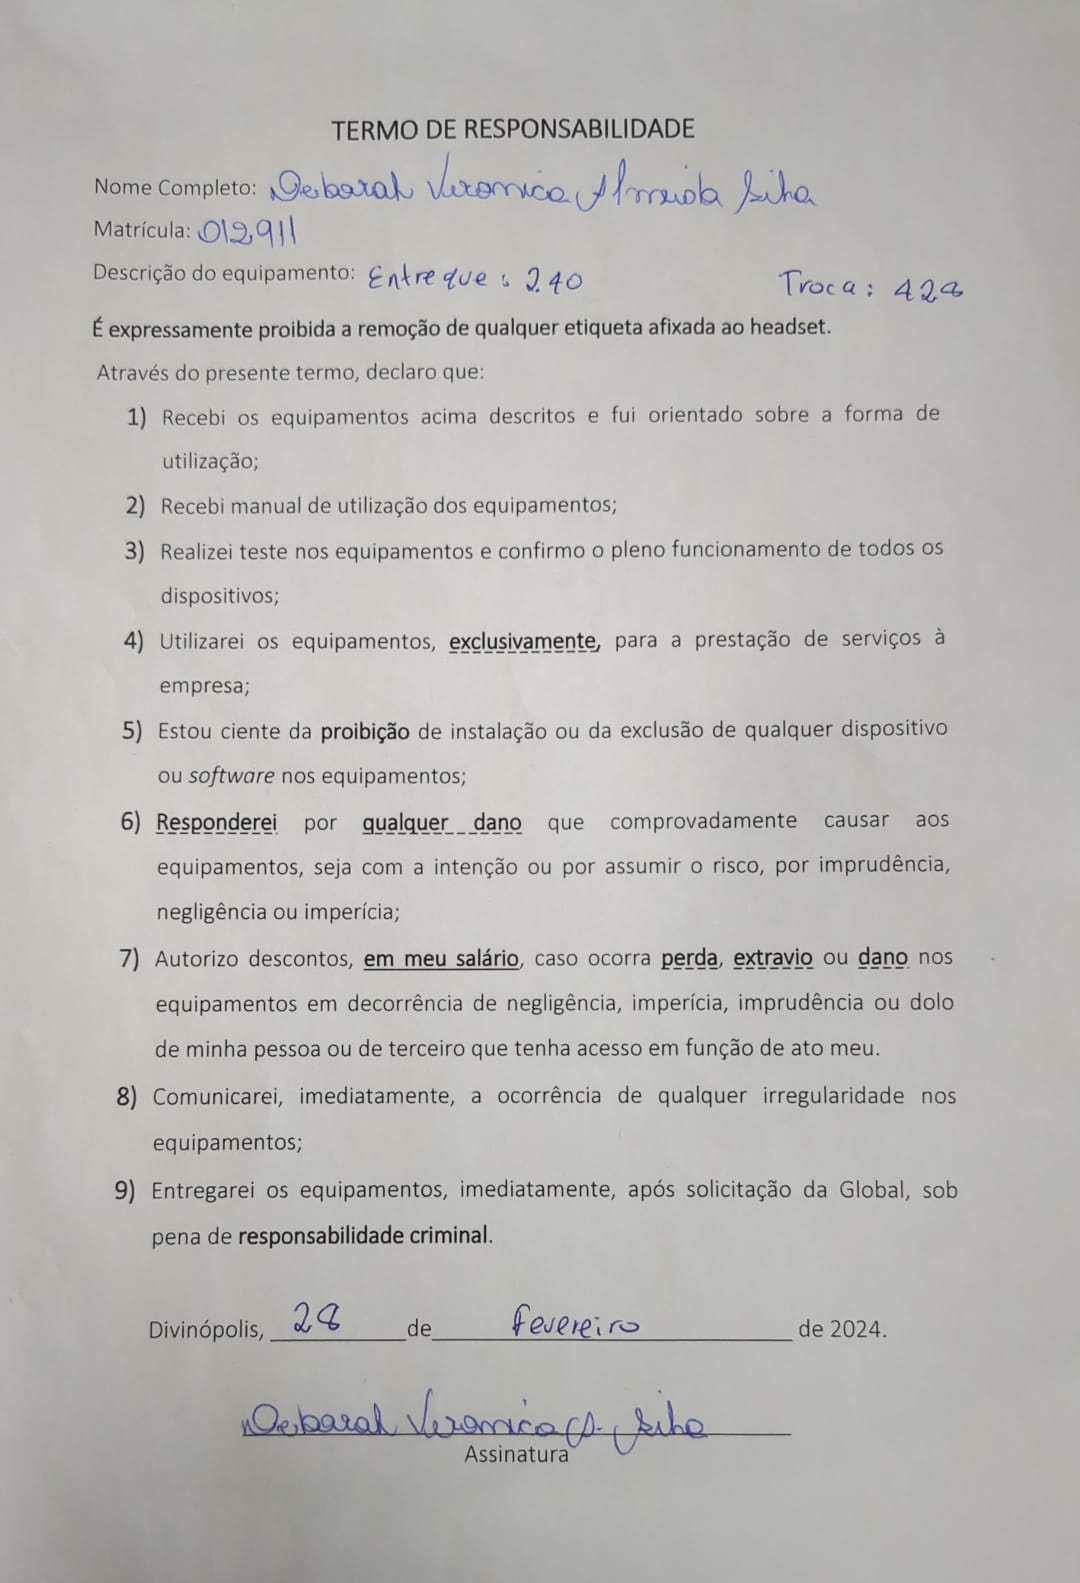 TERMO DE RESPONSABILIDADE
Nome Completo: Deborah Veronica Almeida Silva
Matrícula: 012911
Descrição do equipamento: Entregue: 240 Troca: 428
É expressamente proibida a remoção de qualquer etiqueta afixada ao headset.
Através do presente termo, declaro que:
1) Recebi os equipamentos acima descritos e fui orientado sobre a forma de
utilização;
2) Recebi manual de utilização dos equipamentos;
3) Realizei teste nos equipamentos e confirmo o pleno funcionamento de todos os
dispositivos;
4) Utilizarei os equipamentos, exclusivamente, para a prestação de serviços à
empresa;
5) Estou ciente da proibição de instalação ou da exclusão de qualquer dispositivo
ou software nos equipamentos;
6) Responderei por qualquer dano que comprovadamente causar aos
equipamentos, seja com a intenção ou por assumir o risco, por imprudência,
negligência ou imperícia;
7) Autorizo descontos, em meu salário, caso ocorra perda, extravio ou dano nos
equipamentos em decorrência de negligência, imperícia, imprudência ou dolo
de minha pessoa ou de terceiro que tenha acesso em função de ato meu.
8) Comunicarei, imediatamente, a ocorrência de qualquer irregularidade nos
equipamentos;
9) Entregarei os equipamentos, imediatamente, após solicitação da Global, sob
pena de responsabilidade criminal.
Divinópolis, 28 de Fevereiro de 2024.
Deborah Veronica A. Silva
Assinatura